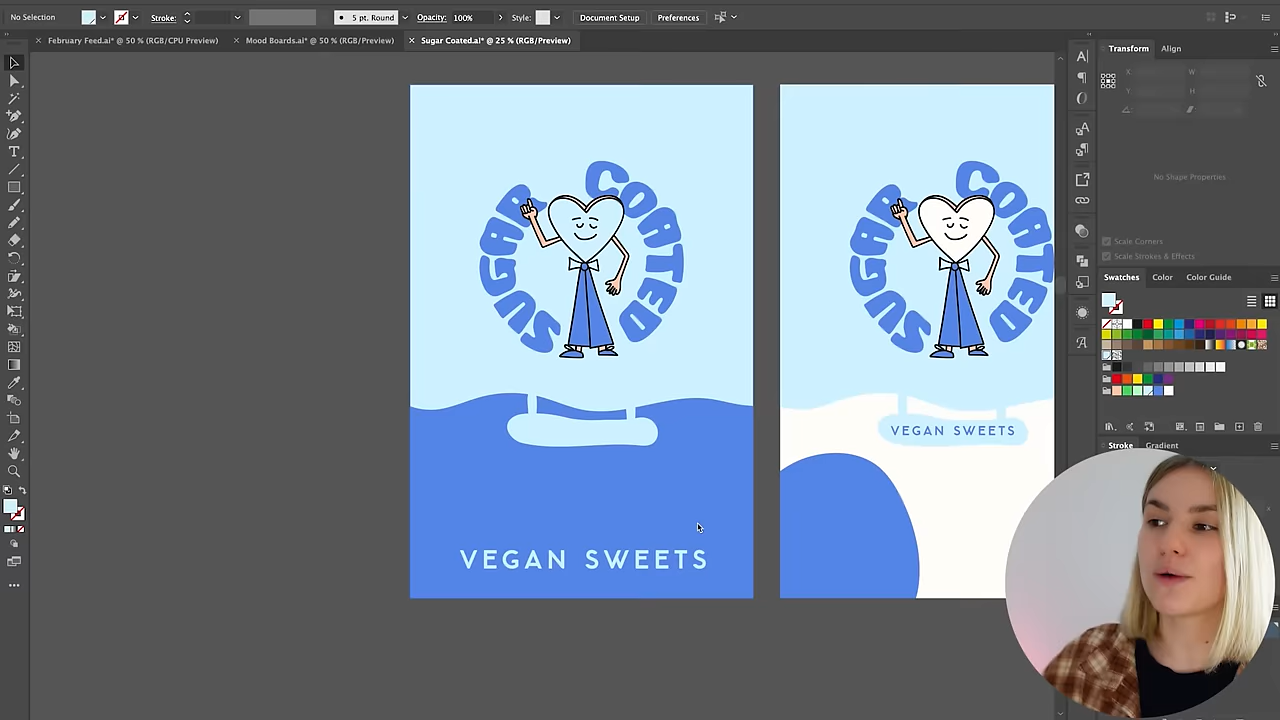 No Selection
Stroke:
5 pt. Round
Opacity:
100%
Style:
Document Setup
Preferences
February Feed.ai* @ 50 % (RGB/CPU Preview)
Mood Boards.ai* @ 50 % (RGB/Preview)
Sugar Coated.ai* @ 25 % (RGB/Preview)
Transform
Align
X:
W
Y:
H
No Shape Properties
Scale Corners
Scale Strokes & Effects
Swatches
Color
Color Guide
Stroke
Gradient
SUGAR COATED
VEGAN SWEETS
SUGAR COATED
VEGAN SWEETS